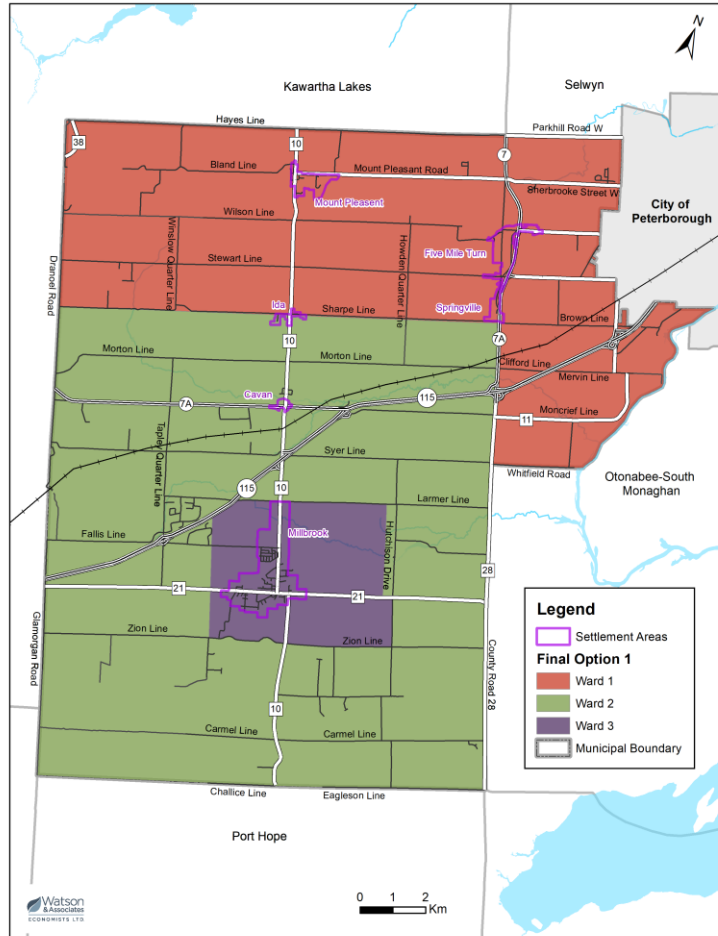 N
Kawartha Lakes
Selwyn
Hayes Line
Parkhill Road W
38
10
7
Bland Line
Mount Pleasant Road
Sherbrooke Street W
Mount Pleasent
City of
Peterborough
Wilson Line
Winslow Quarter Line
Howden Quarter Line
Five Mile Turn
Stewart Line
Dranoel Road
Ida
Sharpe Line
Springville
Brown Line
10
7A
Morton Line
Morton Line
Clifford Line
Mervin Line
Cavan
7A
115
Moncrief Line
11
Tapley Quarter Line
Syer Line
Whitfield Road
Otonabee-South
Monaghan
115
10
Larmer Line
Fallis Line
Millbrook
Hutchison Drive
28
21
21
Legend
Settlement Areas
Final Option 1
Ward 1
Ward 2
Ward 3
Municipal Boundary
Zion Line
Zion Line
Glamorgan Road
County Road 28
10
Carmel Line
Carmel Line
Challice Line
Eagleson Line
Port Hope
Watson
& Associates
ECONOMISTS LTD.
0 1 2
Km